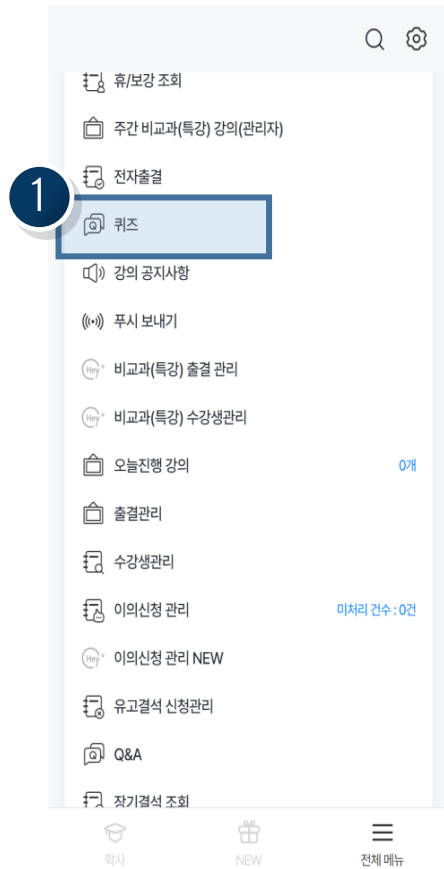 휴/보강 조회
주간 비교과(특강) 강의(관리자)
전자출결
1
퀴즈
강의 공지사항
푸시 보내기
Hey 비교과(특강) 출결 관리
Hey 비교과(특강) 수강생관리
오늘진행 강의 0개
출결관리
수강생관리
이의신청 관리 미처리 건수 : 0건
Hey 이의신청 관리 NEW
유고결석 신청관리
Q&A
장기결석 조회
학사 NEW 전체 메뉴